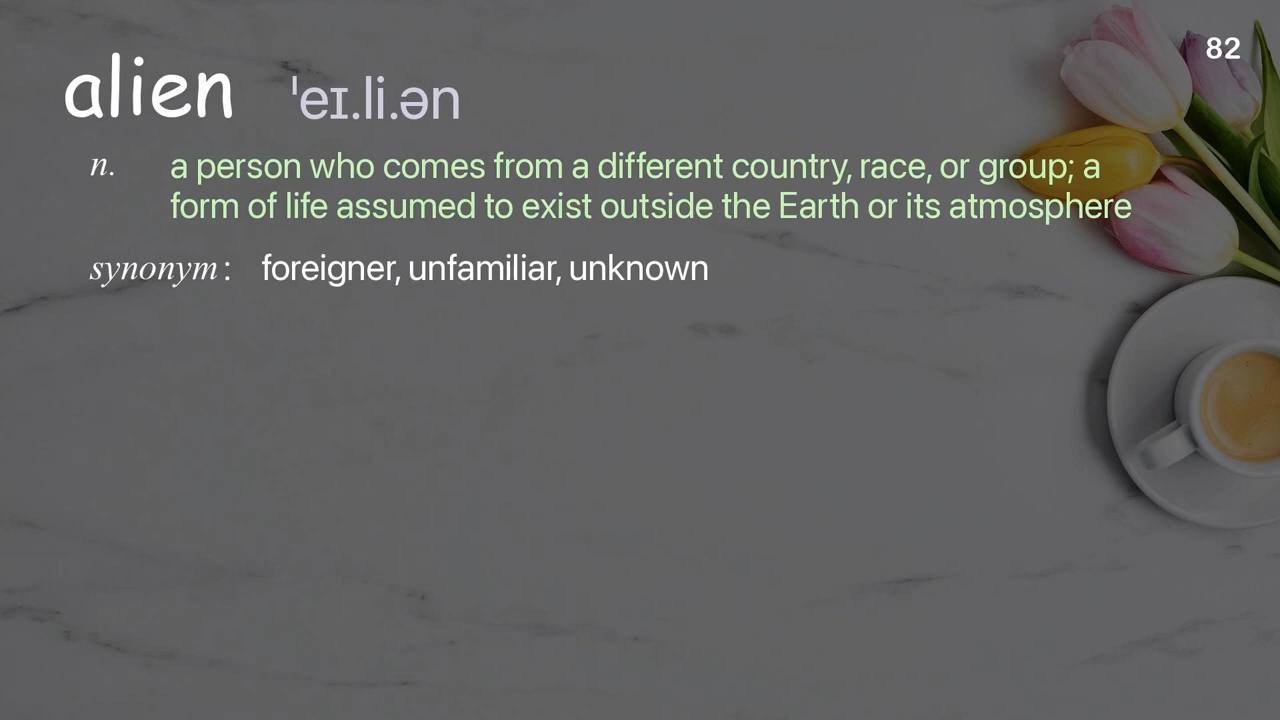 82
alien ˈeɪ.li.ən
n. a person who comes from a different country, race, or group; a
form of life assumed to exist outside the Earth or its atmosphere
synonym: foreigner, unfamiliar, unknown